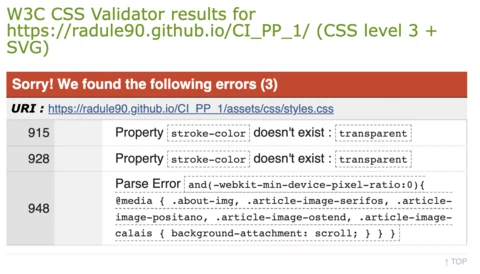 W3C CSS Validator results for
https://radule90.github.io/CI_PP_1/ (CSS level 3 +
SVG)
Sorry! We found the following errors (3)
URI : https://radule90.github.io/CI_PP_1/assets/css/styles.css
915 Property stroke-color doesn't exist : transparent
928 Property stroke-color doesn't exist : transparent
948 Parse Error and(-webkit-min-device-pixel-ratio:0){
@media { .about-img, .article-image-serifos, .article-
image-positano, .article-image-ostend, .article-image-
calais { background-attachment: scroll; } } }
↑ TOP